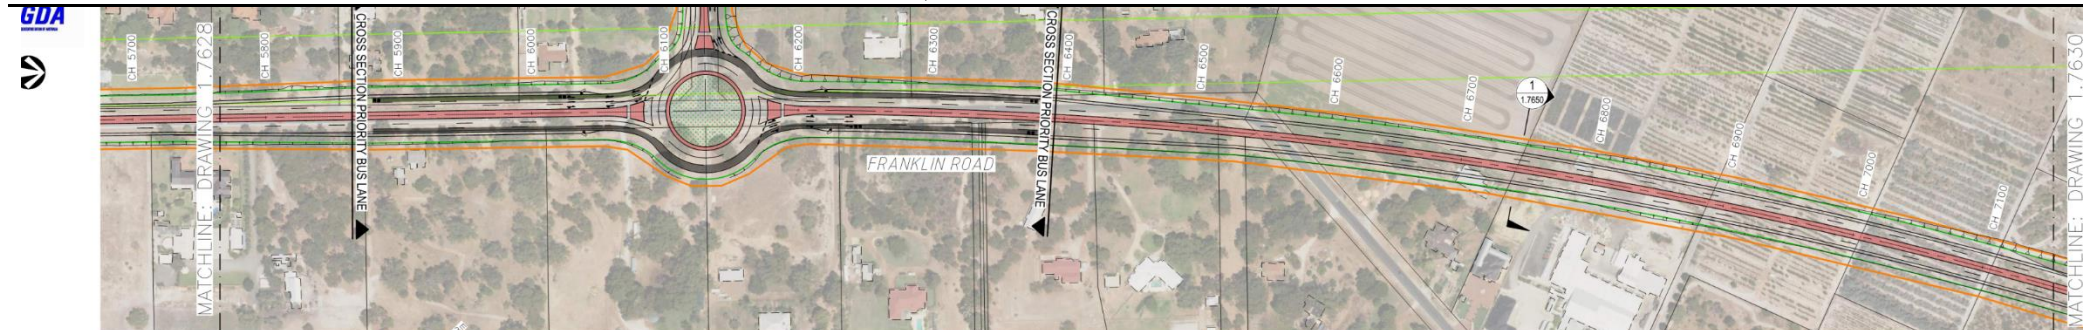 GDA
CH 5700
MATCHLINE: DRAWING 1.7628
CH 5800
CROSS SECTION PRIORITY BUS LANE
CH 5900
CH 6000
CH 6100
CH 6200
CH 6300
FRANKLIN ROAD
CROSS SECTION PRIORITY BUS LANE
CH 6400
CH 6500
CH 6600
CH 6700
1
1.7650
CH 6800
CH 6900
CH 7000
CH 7100
MATCHLINE: DRAWING 1.7630